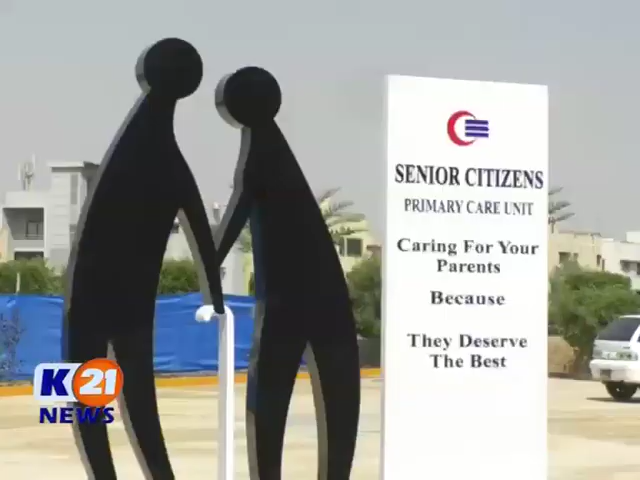 SENIOR CITIZENS
PRIMARY CARE UNIT
Caring For Your
Parents
Because
They Deserve
The Best
K21
NEWS